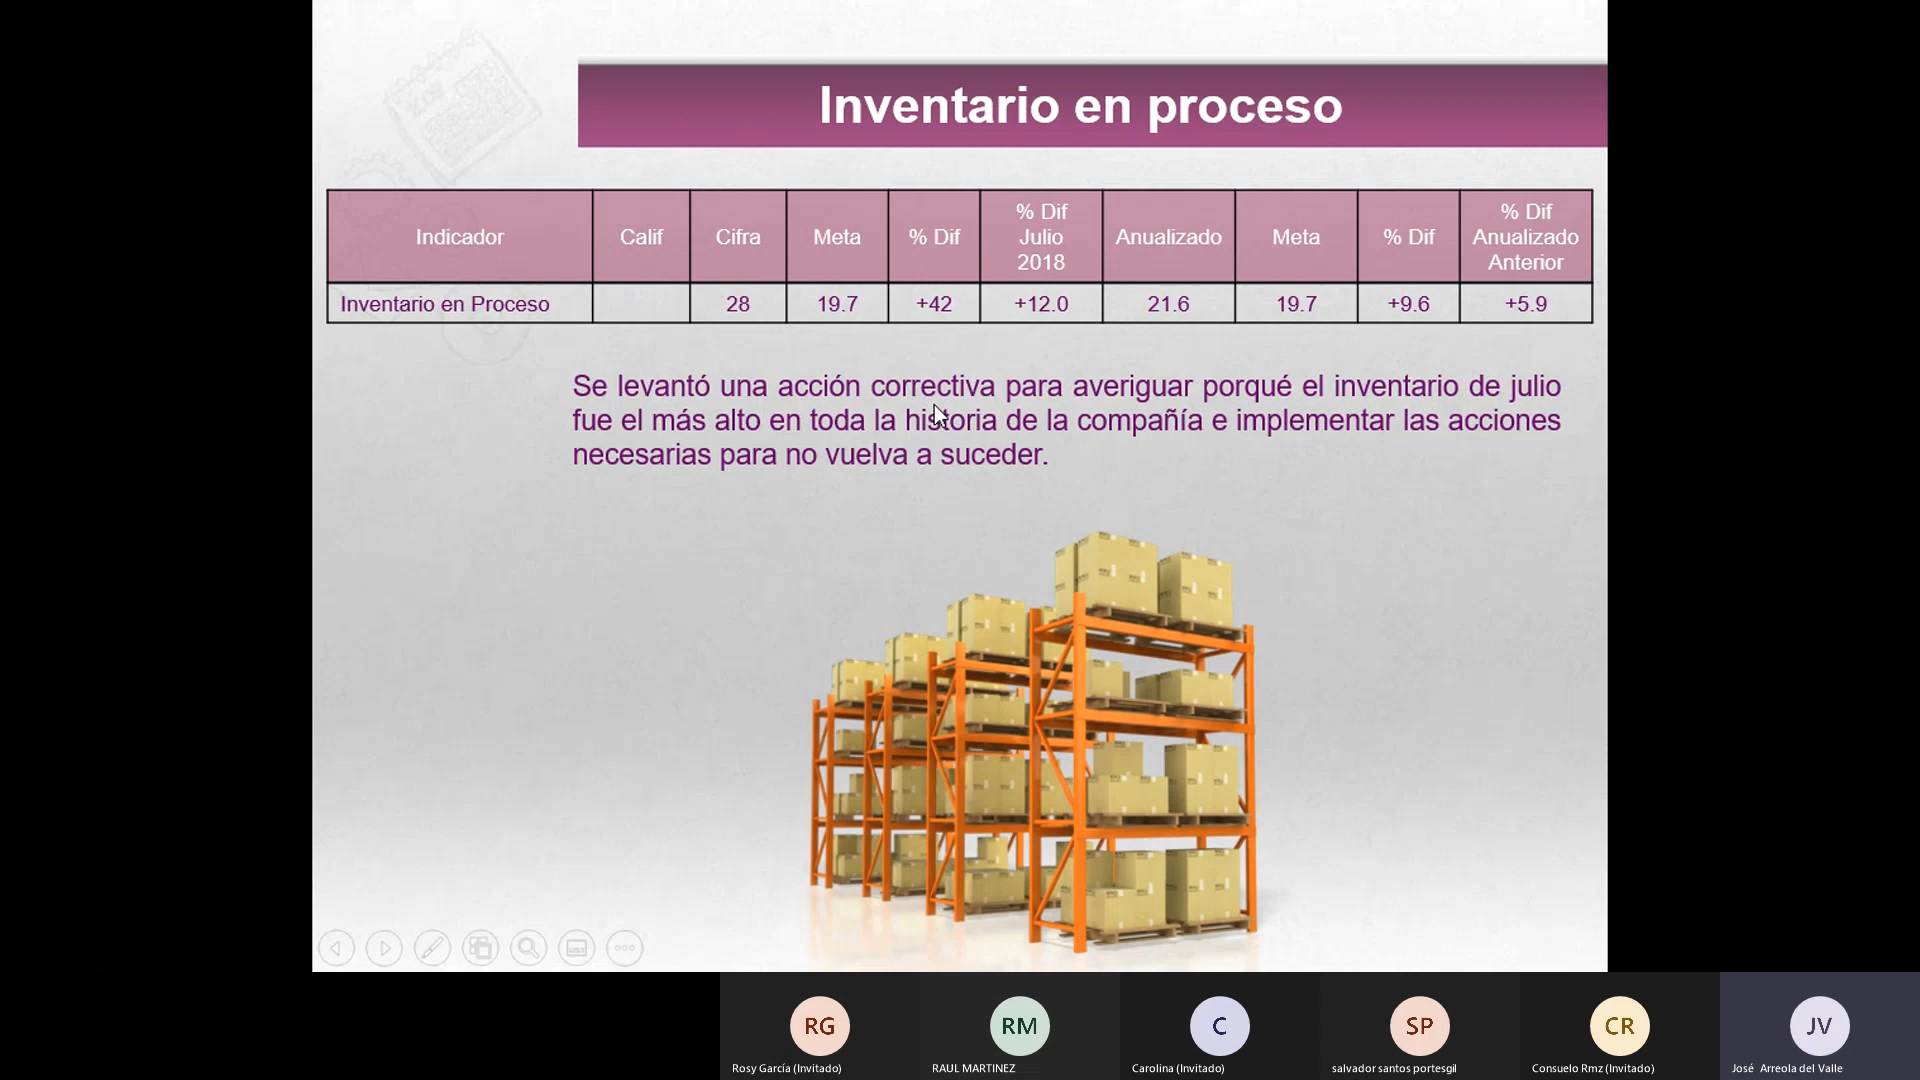 Inventario en proceso
Indicador Calif Cifra Meta % Dif % Dif Julio 2018 Anualizado Meta % Dif % Dif Anualizado Anterior
Inventario en Proceso 28 19.7 +42 +12.0 21.6 19.7 +9.6 +5.9
Se levantó una acción correctiva para averiguar porqué el inventario de julio
fue el más alto en toda la historia de la compañía e implementar las acciones
necesarias para no vuelva a suceder.
RG RM C SP CR JV
Rosy García (Invitado) RAUL MARTINEZ Carolina (Invitado) salvador santos portesgil Consuelo Rmz (Invitado) José Arreola del Valle